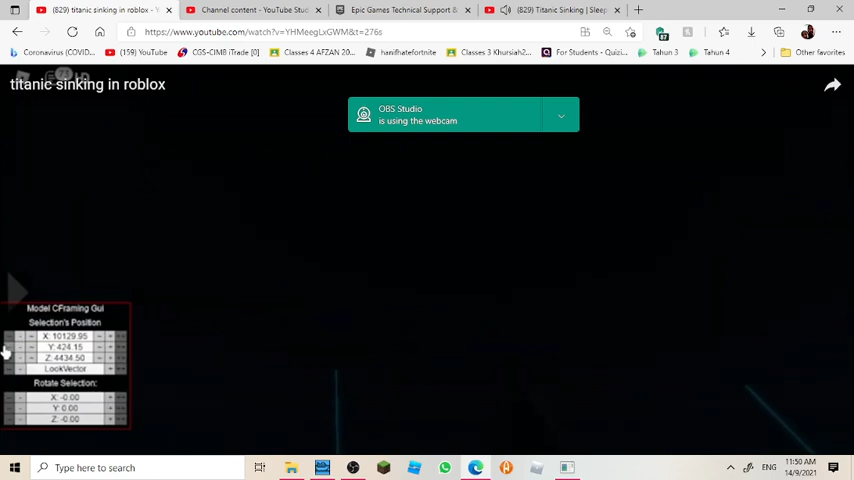 (829) titanic sinking in roblox - Y
Channel content - YouTube Stud
Epic Games Technical Support &
(829) Titanic Sinking | Sleep
https://www.youtube.com/watch?v=YHMeegLxGWM&t=276s
87
Coronavirus (COVID...
(159) YouTube
CGS-CIMB iTrade [0]
Classes 4 AFZAN 20...
hanifhatefortnite
Classes 3 Khursiah2...
For Students - Quizi...
Tahun 3
Tahun 4
Other favorites
titanic sinking in roblox
OBS Studio
is using the webcam
Model CFraming Gui
Selection's Position
X: 10129.95
Y: 424.15
Z: 4434.50
LookVector
Rotate Selection:
X: -0.00
Y: 0.00
Z: -0.00
Type here to search
ENG
11:50 AM
14/9/2021